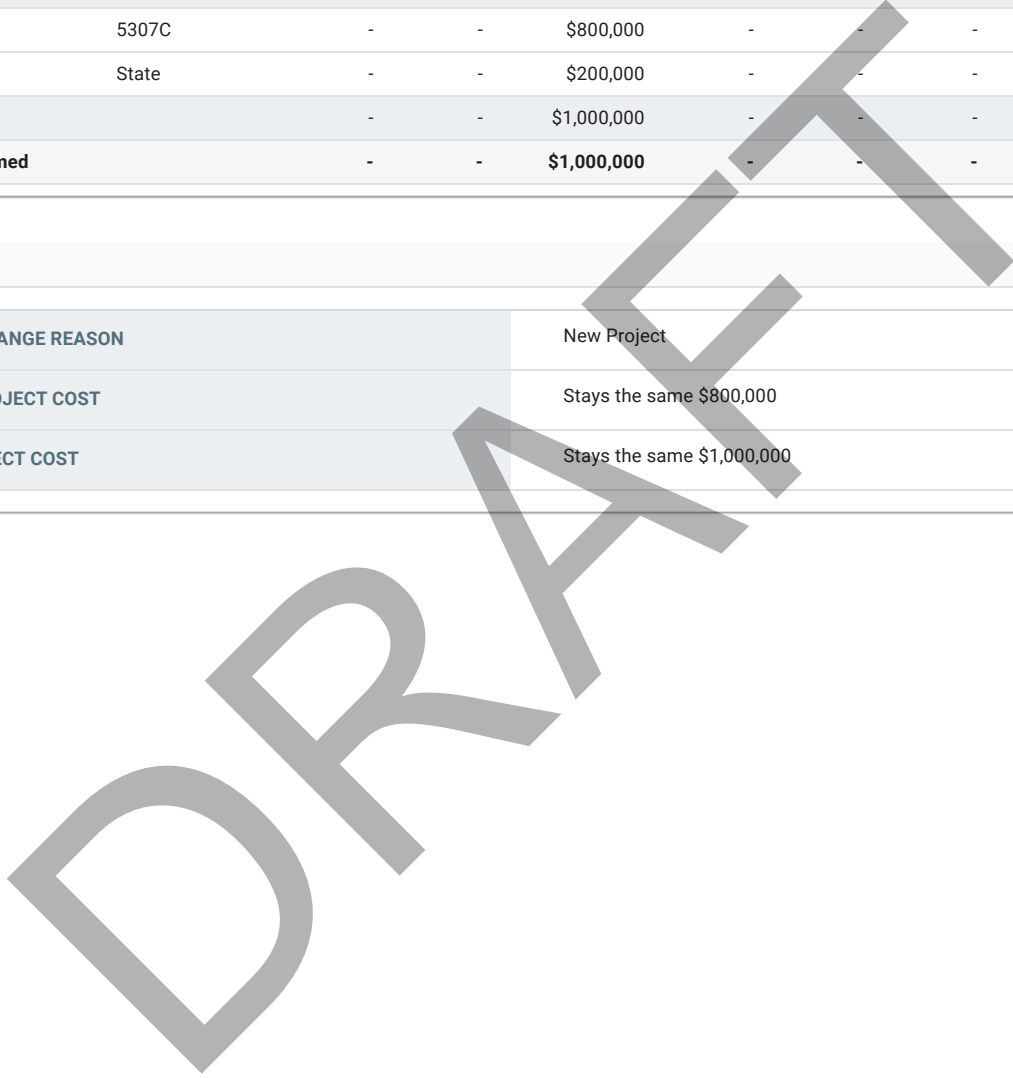 5307C - - $800,000 - - -
State - - $200,000 - - -
- - $1,000,000 - - -
med - - $1,000,000 - - -
ANGE REASON New Project
OJECT COST Stays the same $800,000
ECT COST Stays the same $1,000,000
DRAFT